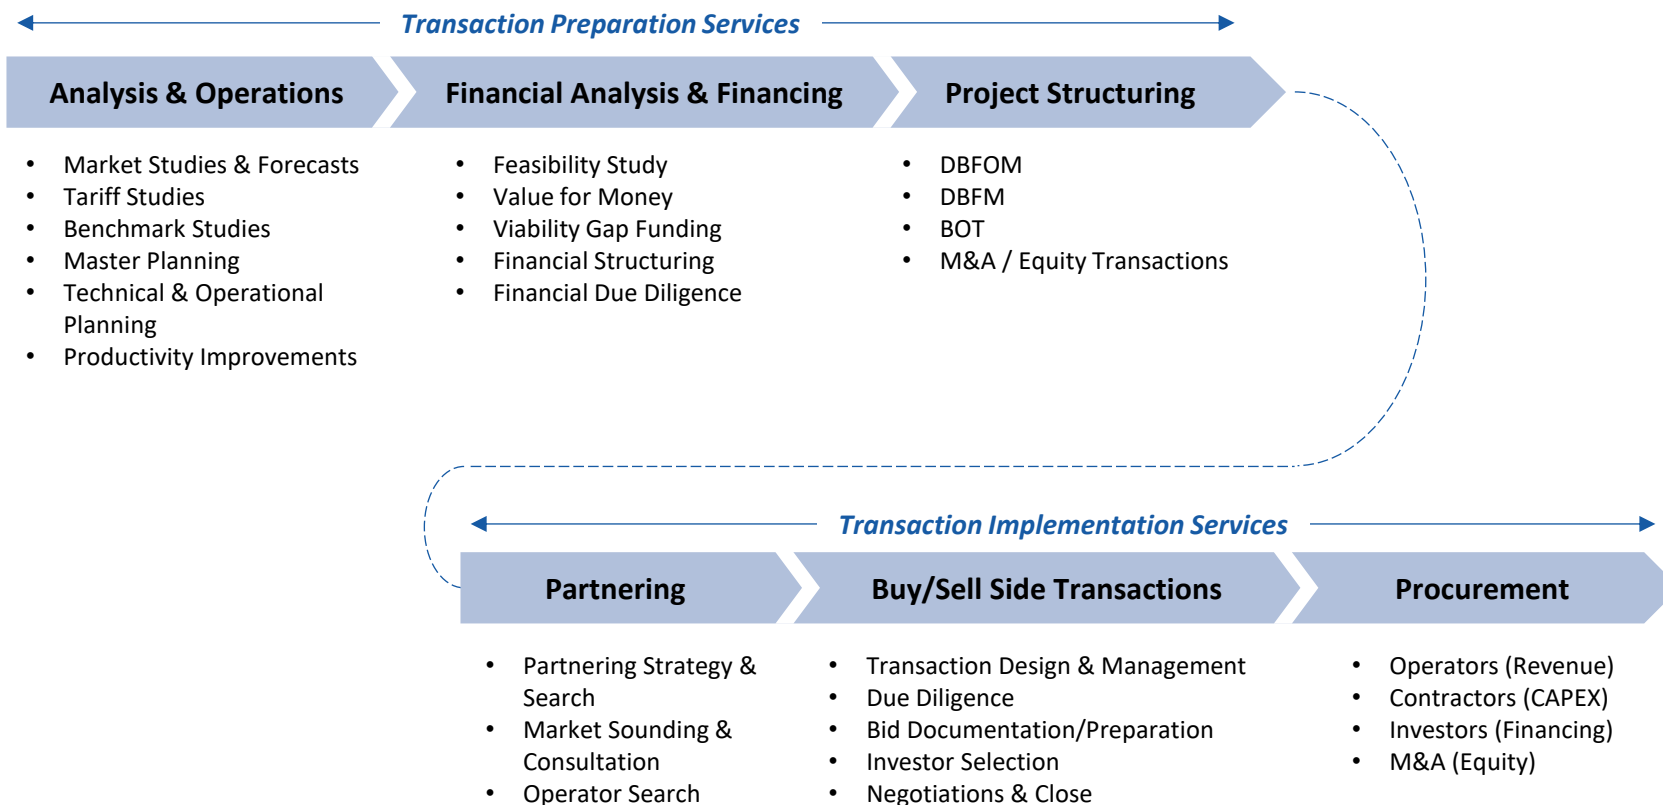 Transaction Preparation Services
Analysis & Operations
• Market Studies & Forecasts
• Tariff Studies
• Benchmark Studies
• Master Planning
• Technical & Operational
Planning
• Productivity Improvements
Financial Analysis & Financing
• Feasibility Study
• Value for Money
• Viability Gap Funding
• Financial Structuring
• Financial Due Diligence
Project Structuring
• DBFOM
• DBFM
• BOT
• M&A / Equity Transactions
Transaction Implementation Services
Partnering
• Partnering Strategy &
Search
• Market Sounding &
Consultation
• Operator Search
Buy/Sell Side Transactions
• Transaction Design & Management
• Due Diligence
• Bid Documentation/Preparation
• Investor Selection
• Negotiations & Close
Procurement
• Operators (Revenue)
• Contractors (CAPEX)
• Investors (Financing)
• M&A (Equity)